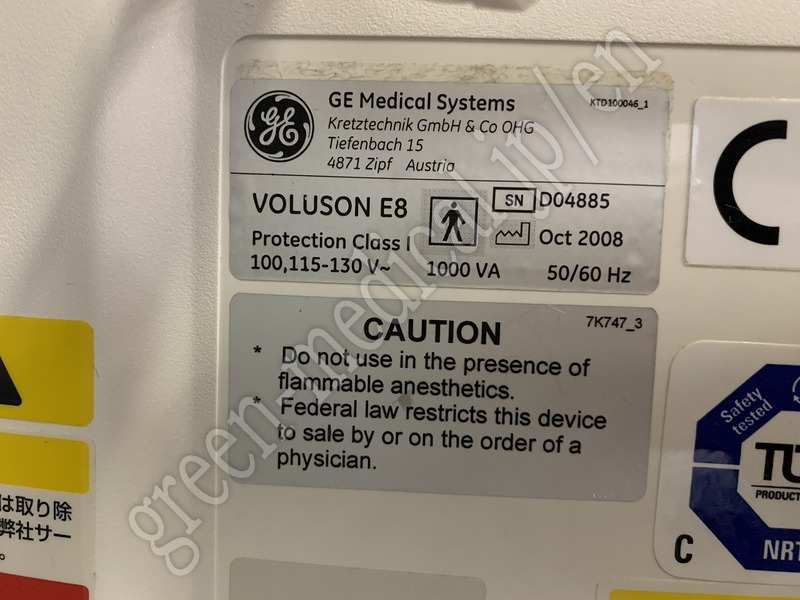 GE Medical Systems
KTD100046_1
Kretztechnik GmbH & Co OHG
Tiefenbach 15
4871 Zipf Austria
GE
VOLUSON E8
SN D04885
Oct 2008
Protection Class I
100,115-130 V~ 1000 VA 50/60 Hz
CAUTION
7K747_3
* Do not use in the presence of
flammable anesthetics.
* Federal law restricts this device
to sale by or on the order of a
physician.
Safety
tested
TÜ
PRODUCT
C
NRT
は取り除
弊社サー
。
green-medical.jp/en